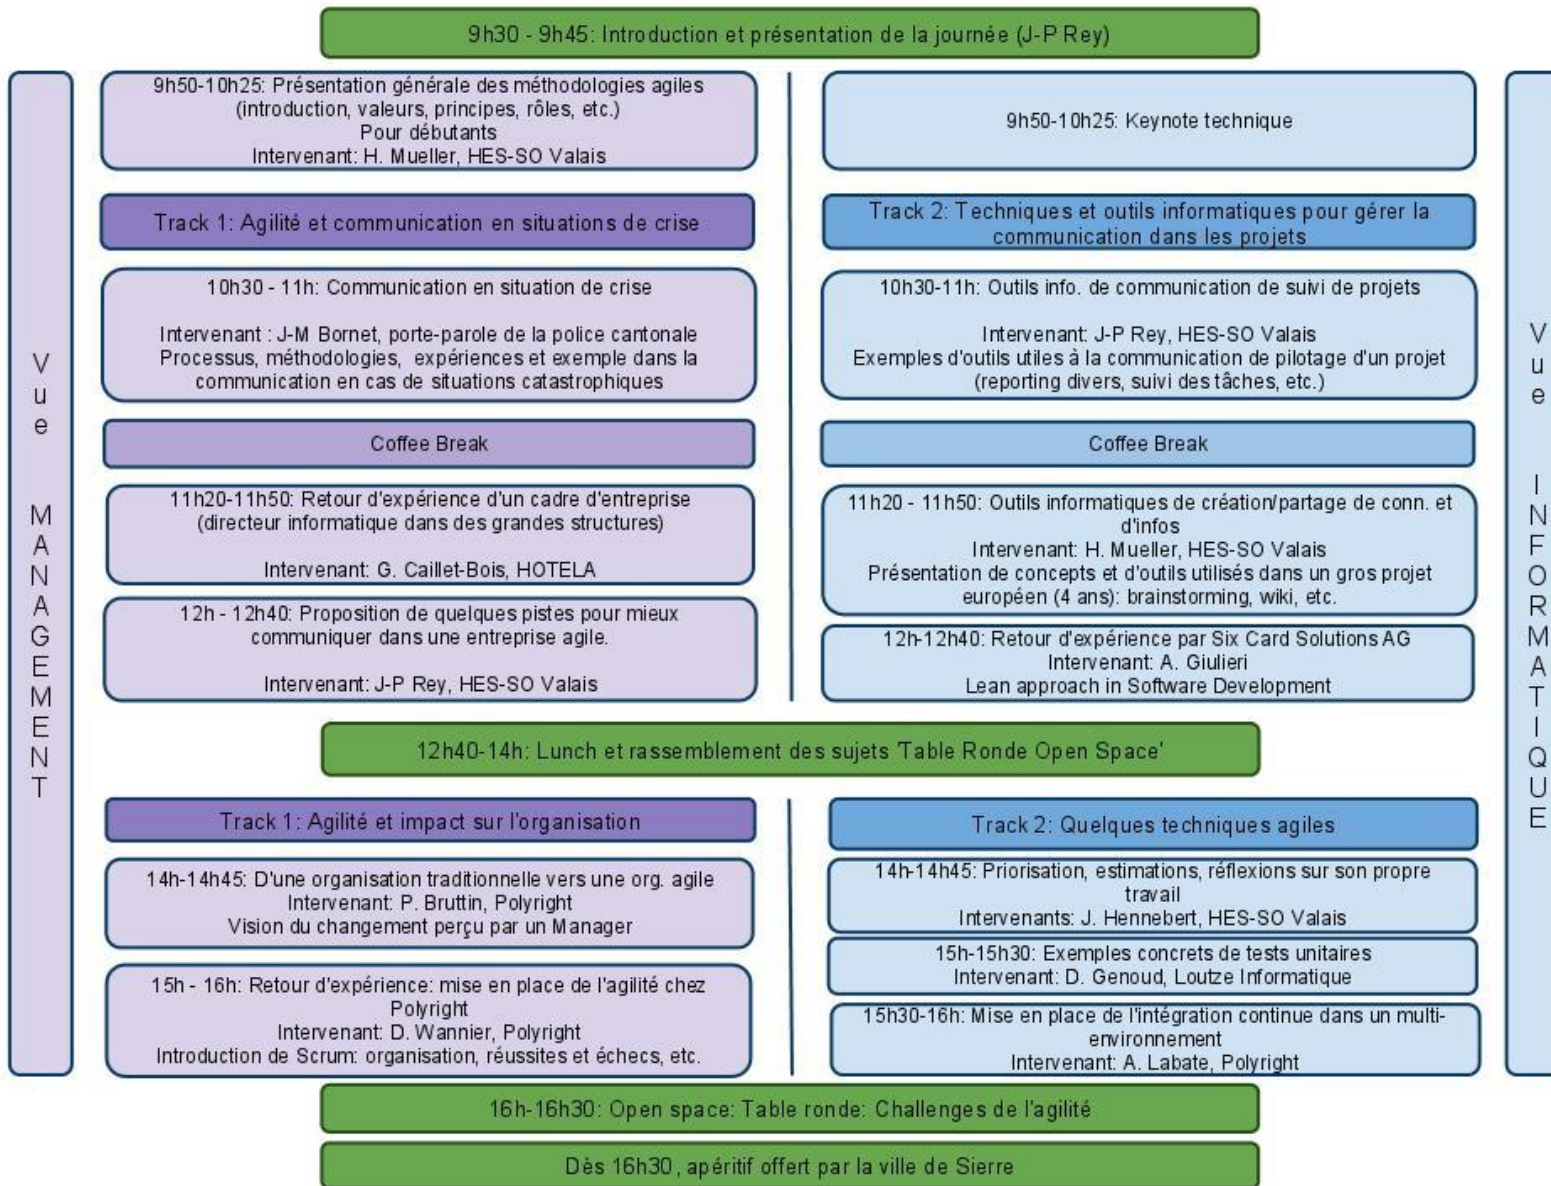 9h30 - 9h45: Introduction et présentation de la journée (J-P Rey)
Vue MANAGEMENT
9h50-10h25: Présentation générale des méthodologies agiles
(introduction, valeurs, principes, rôles, etc.)
Pour débutants
Intervenant: H. Mueller, HES-SO Valais
Track 1: Agilité et communication en situations de crise
10h30 - 11h: Communication en situation de crise
Intervenant : J-M Bornet, porte-parole de la police cantonale
Processus, méthodologies, expériences et exemple dans la
communication en cas de situations catastrophiques
Coffee Break
11h20-11h50: Retour d'expérience d'un cadre d'entreprise
(directeur informatique dans des grandes structures)
Intervenant: G. Caillet-Bois, HOTELA
12h - 12h40: Proposition de quelques pistes pour mieux
communiquer dans une entreprise agile.
Intervenant: J-P Rey, HES-SO Valais
9h50-10h25: Keynote technique
Track 2: Techniques et outils informatiques pour gérer la
communication dans les projets
10h30-11h: Outils info. de communication de suivi de projets
Intervenant: J-P Rey, HES-SO Valais
Exemples d'outils utiles à la communication de pilotage d'un projet
(reporting divers, suivi des tâches, etc.)
Coffee Break
11h20 - 11h50: Outils informatiques de création/partage de conn. et
d'infos
Intervenant: H. Mueller, HES-SO Valais
Présentation de concepts et d'outils utilisés dans un gros projet
européen (4 ans): brainstorming, wiki, etc.
12h-12h40: Retour d'expérience par Six Card Solutions AG
Intervenant: A. Giulieri
Lean approach in Software Development
Vue INFORMATIQUE
12h40-14h: Lunch et rassemblement des sujets 'Table Ronde Open Space'
Track 1: Agilité et impact sur l'organisation
14h-14h45: D'une organisation traditionnelle vers une org. agile
Intervenant: P. Bruttin, Polyright
Vision du changement perçu par un Manager
15h - 16h: Retour d'expérience: mise en place de l'agilité chez
Polyright
Intervenant: D. Wannier, Polyright
Introduction de Scrum: organisation, réussites et échecs, etc.
Track 2: Quelques techniques agiles
14h-14h45: Priorisation, estimations, réflexions sur son propre
travail
Intervenants: J. Hennebert, HES-SO Valais
15h-15h30: Exemples concrets de tests unitaires
Intervenant: D. Genoud, Loutze Informatique
15h30-16h: Mise en place de l'intégration continue dans un multi-
environnement
Intervenant: A. Labate, Polyright
16h-16h30: Open space: Table ronde: Challenges de l'agilité
Dès 16h30, apéritif offert par la ville de Sierre